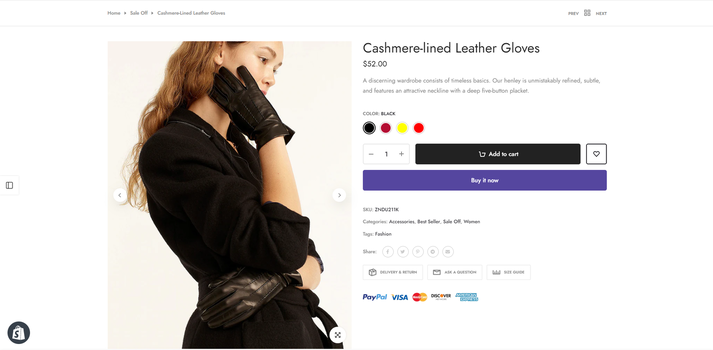 Home ▸ Sale Off ▸ Cashmere-Lined Leather Gloves
PREV NEXT
Cashmere-lined Leather Gloves
$52.00
A discerning wardrobe consists of timeless basics. Our henley is unmistakably refined, subtle,
and features an attractive neckline with a deep five-button placket.
COLOR: BLACK
− 1 +
Add to cart
Buy it now
SKU: ZNDU211K
Categories: Accessories, Best Seller, Sale Off, Women
Tags: Fashion
Share:
DELIVERY & RETURN ASK A QUESTION SIZE GUIDE
PayPal VISA MasterCard DISCOVER AMERICAN EXPRESS